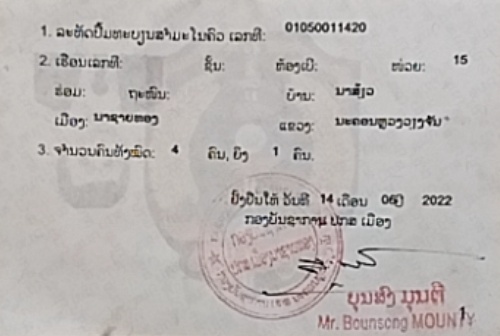 1. ລະຫັດປຶ້ມທະບຽນສຳມະໂນຄົວ ເລກທີ: 01050011420
2. ເຮືອນເລກທີ: ຊັ້ນ: ຫ້ອງເບີ: ໜ່ວຍ: 15
ຮ່ອມ: ຖະໜົນ: ບ້ານ: ນາສ້ຽວ
ເມືອງ: ນາຊາຍທອງ ແຂວງ: ນະຄອນຫຼວງວຽງຈັນ
3. ຈຳນວນຄົນທັງໝົດ: 4 ຄົນ, ຍິງ 1 ຄົນ.
ຍັ້ງປຶ້ມໃຫ້ ວັນທີ 14 ເດືອນ 06 ປີ 2022
ກອງບັນຊາການ ປກສ ເມືອງ
ບຸນສົງ ມູນຕີ
Mr. Bounsong MOUNTY